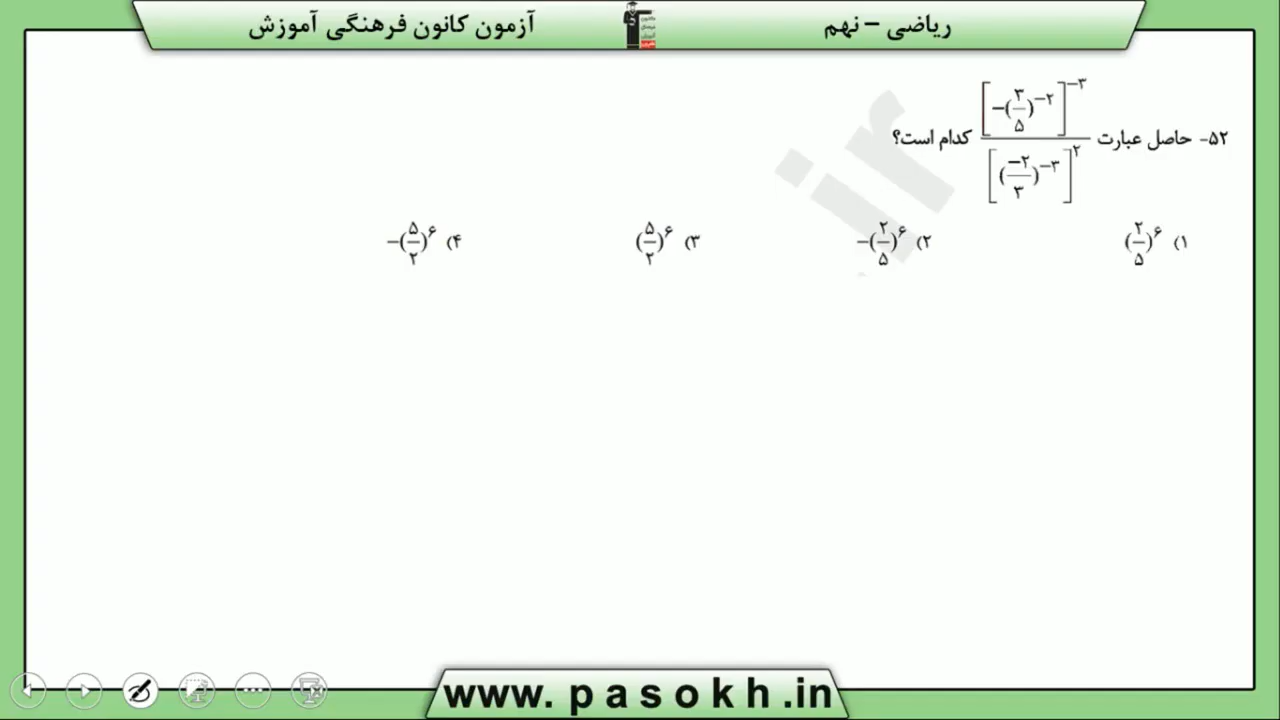 ریاضی – نهم
آزمون کانون فرهنگی آموزش
۵۲- حاصل عبارت [-(۳/۵)^-۲]^-۳ / [(-۲/۳)^-۳]^۲ کدام است؟
۱) (۲/۵)^۶ ۲) -(۲/۵)^۶ ۳) (۵/۲)^۶ ۴) -(۵/۲)^۶
.ir
www. p a s o k h .in